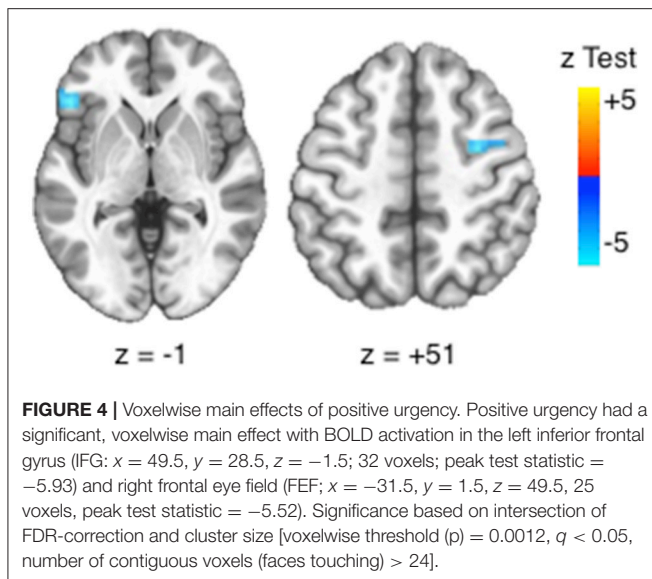 z Test
+5
-5
z = -1
z = +51
FIGURE 4 | Voxelwise main effects of positive urgency. Positive urgency had a
significant, voxelwise main effect with BOLD activation in the left inferior frontal
gyrus (IFG: x = 49.5, y = 28.5, z = −1.5; 32 voxels; peak test statistic =
−5.93) and right frontal eye field (FEF; x = −31.5, y = 1.5, z = 49.5, 25
voxels, peak test statistic = −5.52). Significance based on intersection of
FDR-correction and cluster size [voxelwise threshold (p) = 0.0012, q < 0.05,
number of contiguous voxels (faces touching) > 24].